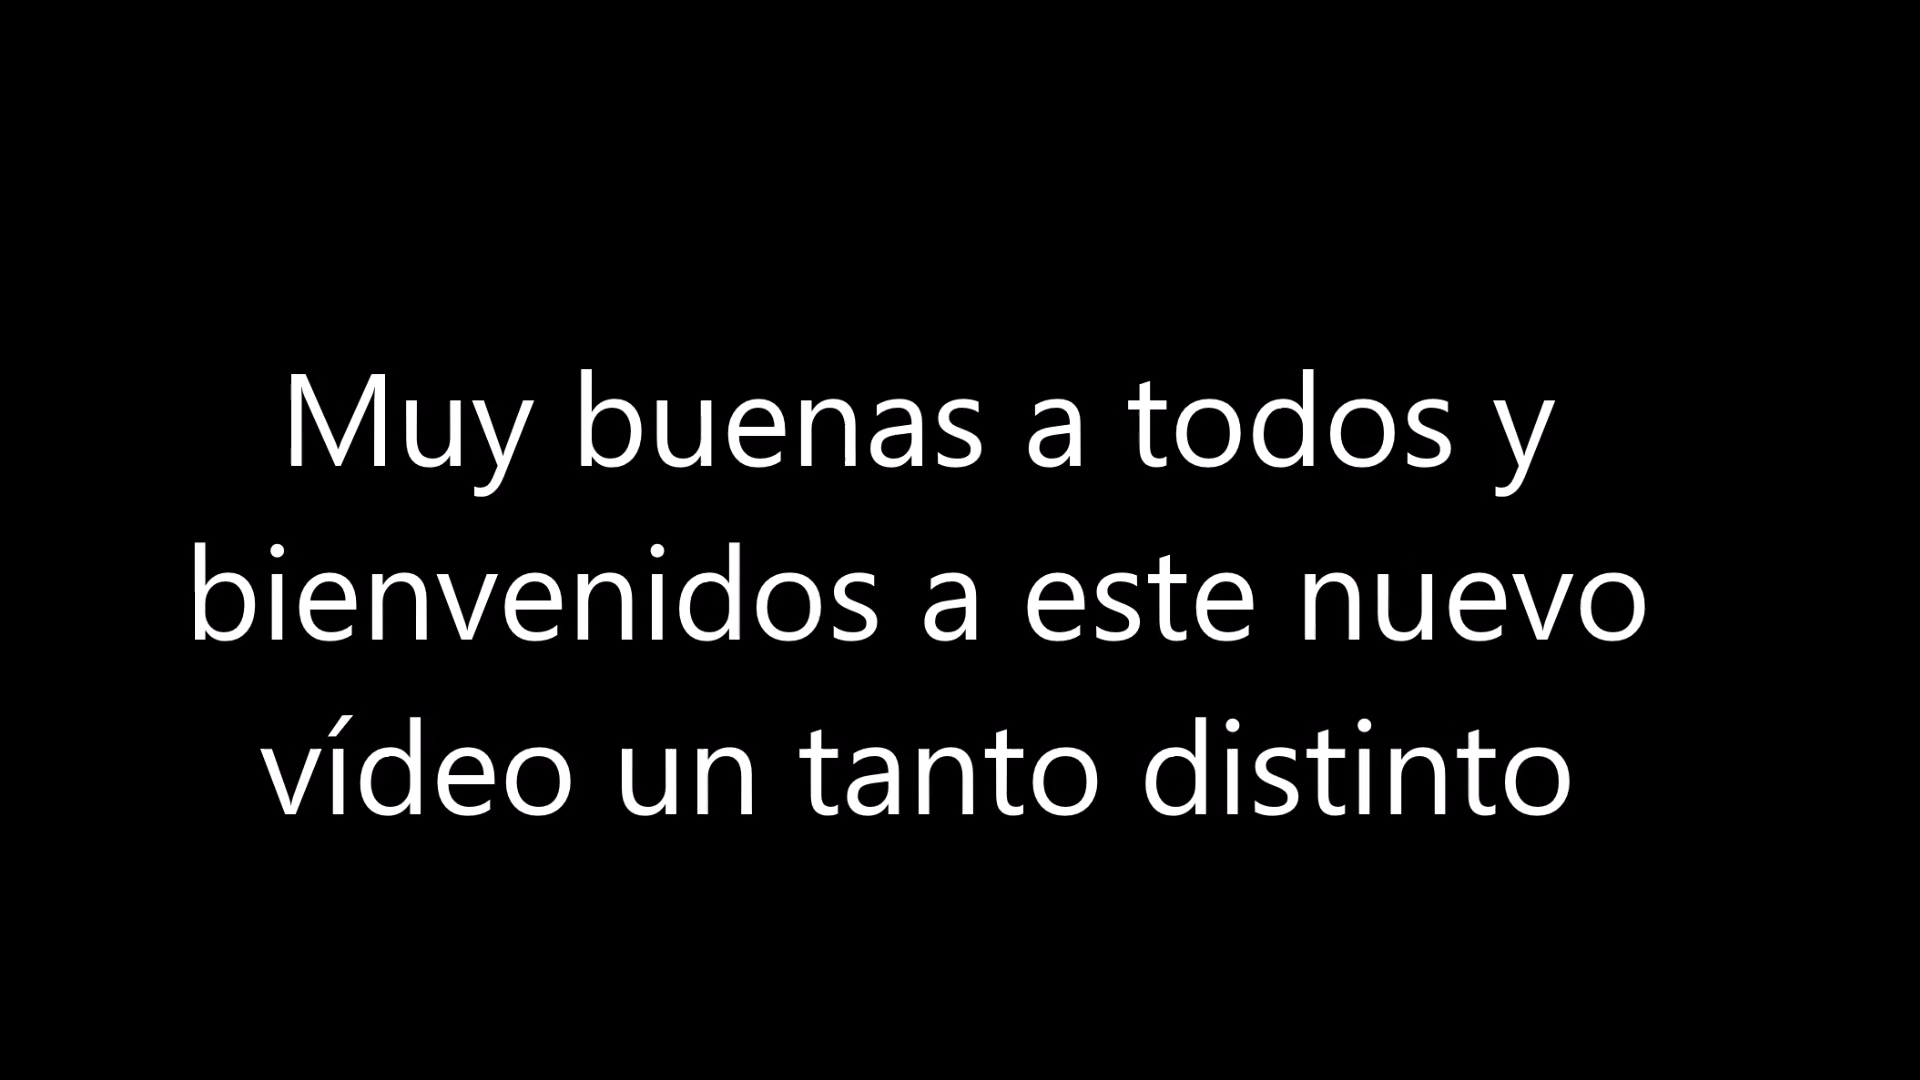 Muy buenas a todos y
bienvenidos a este nuevo
vídeo un tanto distinto